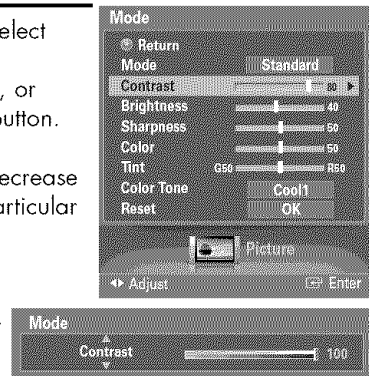 elect
, or
utton.
ecrease
articular
Mode
Return
Mode Standard
Contrast 80
Brightness 40
Sharpness 50
Color 50
Tint G50 R50
Color Tone Cool1
Reset OK
Picture
Adjust Enter
Mode
Contrast 100